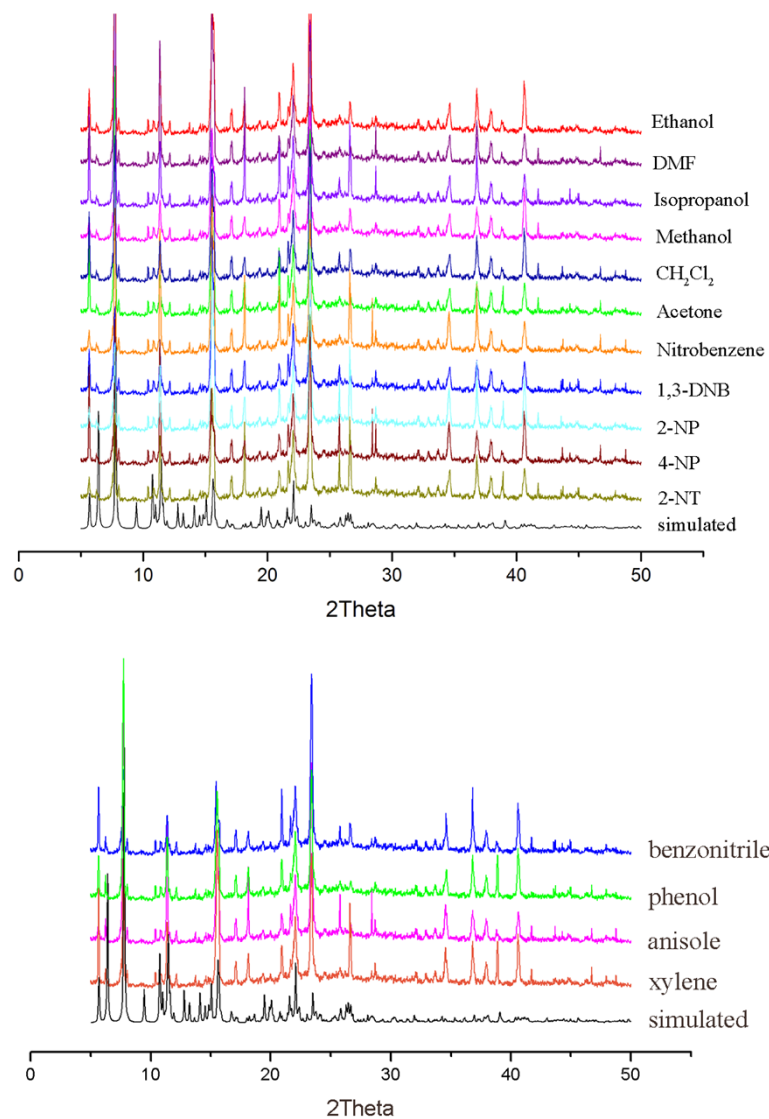 Ethanol
DMF
Isopropanol
Methanol
CH₂Cl₂
Acetone
Nitrobenzene
1,3-DNB
2-NP
4-NP
2-NT
simulated
0 10 20 30 40 50
2Theta
benzonitrile
phenol
anisole
xylene
simulated
0 10 20 30 40 50
2Theta